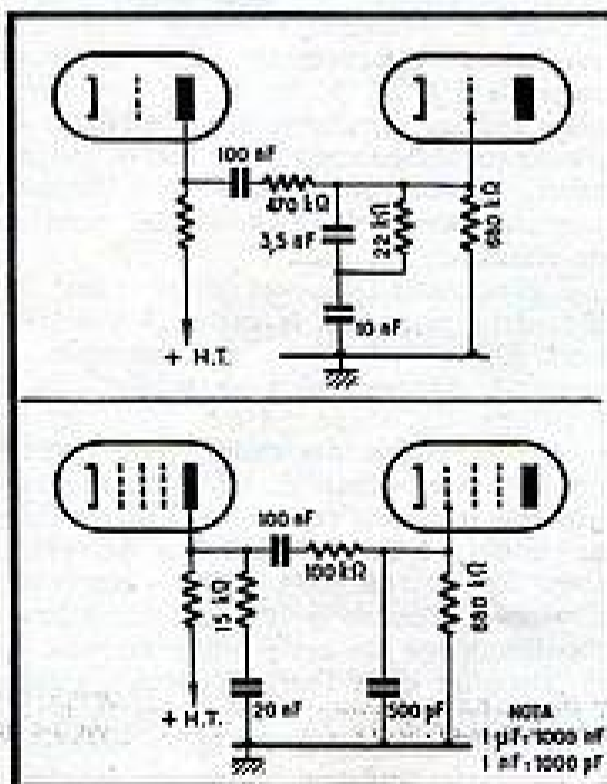 100 nF
470 kΩ
3,5 nF
22 kΩ
680 kΩ
10 nF
+ H.T.
100 nF
100 kΩ
15 kΩ
680 kΩ
20 nF
500 pF
+ H.T.
NOTA
1 µF = 1000 nF
1 nF = 1000 pF